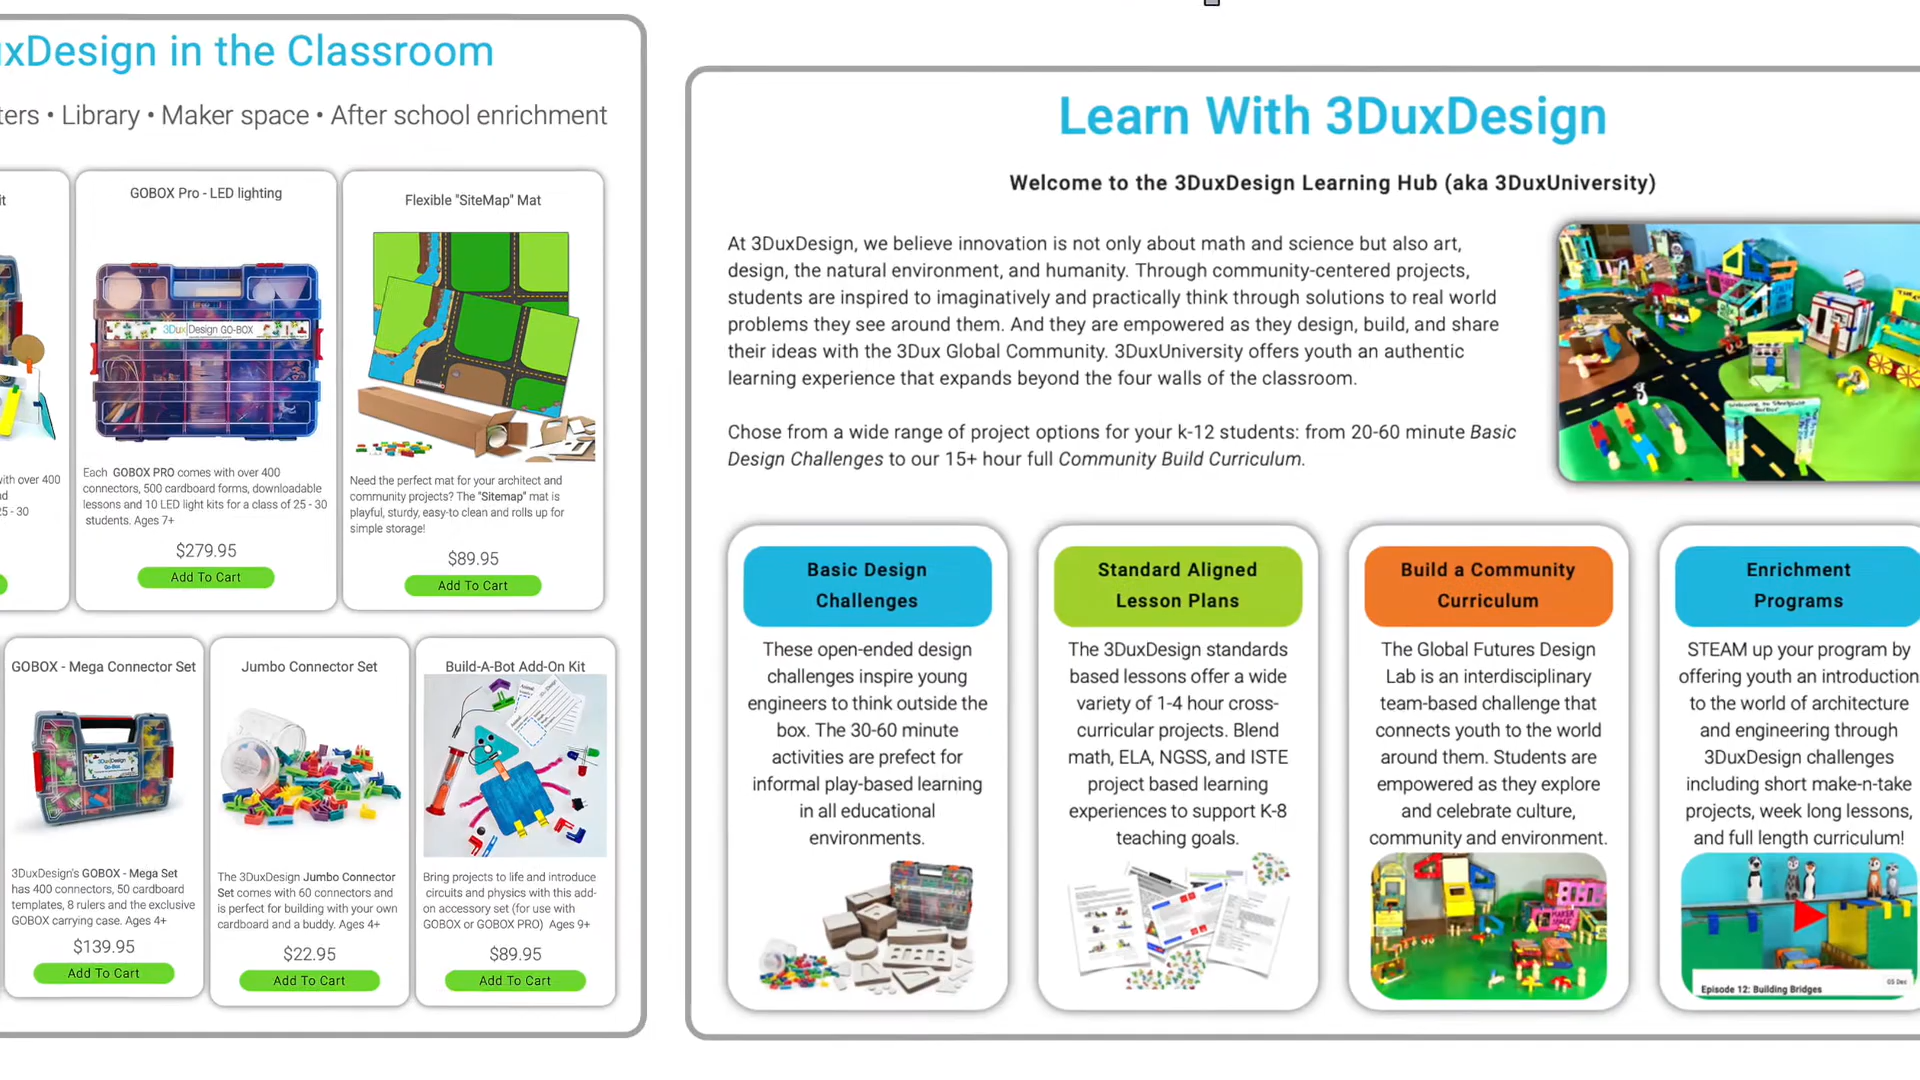 uxDesign in the Classroom
ters • Library • Maker space • After school enrichment
it
with over 400
nd
25 - 30
GOBOX Pro - LED lighting
3Dux|Design GO-BOX
Each GOBOX PRO comes with over 400
connectors, 500 cardboard forms, downloadable
lessons and 10 LED light kits for a class of 25 - 30
students. Ages 7+
$279.95
Add To Cart
Flexible "SiteMap" Mat
Need the perfect mat for your architect and
community projects? The "Sitemap" mat is
playful, sturdy, easy-to clean and rolls up for
simple storage!
$89.95
Add To Cart
GOBOX - Mega Connector Set
3Dux|Design
Go-Box
3DuxDesign's GOBOX - Mega Set
has 400 connectors, 50 cardboard
templates, 8 rulers and the exclusive
GOBOX carrying case. Ages 4+
$139.95
Add To Cart
Jumbo Connector Set
The 3DuxDesign Jumbo Connector
Set comes with 60 connectors and
is perfect for building with your own
cardboard and a buddy. Ages 4+
$22.95
Add To Cart
Build-A-Bot Add-On Kit
Bring projects to life and introduce
circuits and physics with this add-
on accessory set (for use with
GOBOX or GOBOX PRO) Ages 9+
$89.95
Add To Cart
Learn With 3DuxDesign
Welcome to the 3DuxDesign Learning Hub (aka 3DuxUniversity)
At 3DuxDesign, we believe innovation is not only about math and science but also art,
design, the natural environment, and humanity. Through community-centered projects,
students are inspired to imaginatively and practically think through solutions to real world
problems they see around them. And they are empowered as they design, build, and share
their ideas with the 3Dux Global Community. 3DuxUniversity offers youth an authentic
learning experience that expands beyond the four walls of the classroom.
Chose from a wide range of project options for your k-12 students: from 20-60 minute Basic
Design Challenges to our 15+ hour full Community Build Curriculum.
Basic Design
Challenges
These open-ended design
challenges inspire young
engineers to think outside the
box. The 30-60 minute
activities are prefect for
informal play-based learning
in all educational
environments.
Standard Aligned
Lesson Plans
The 3DuxDesign standards
based lessons offer a wide
variety of 1-4 hour cross-
curricular projects. Blend
math, ELA, NGSS, and ISTE
project based learning
experiences to support K-8
teaching goals.
Build a Community
Curriculum
The Global Futures Design
Lab is an interdisciplinary
team-based challenge that
connects youth to the world
around them. Students are
empowered as they explore
and celebrate culture,
community and environment.
MAKER
SPACE
Enrichment
Programs
STEAM up your program by
offering youth an introduction
to the world of architecture
and engineering through
3DuxDesign challenges
including short make-n-take
projects, week long lessons,
and full length curriculum!
Episode 12: Building Bridges
03 Dec